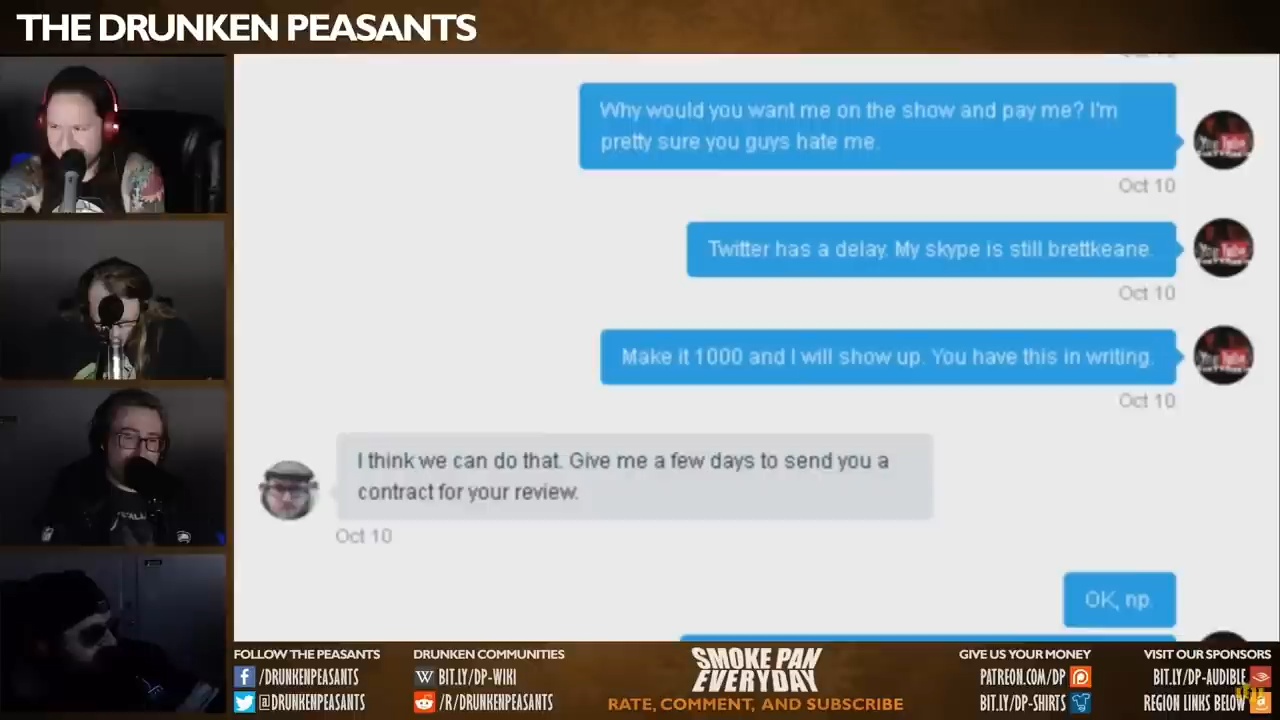 THE DRUNKEN PEASANTS
Why would you want me on the show and pay me? I'm
pretty sure you guys hate me.
Oct 10
Twitter has a delay. My skype is still brettkeane.
Oct 10
Make it 1000 and I will show up. You have this in writing.
Oct 10
I think we can do that. Give me a few days to send you a
contract for your review.
Oct 10
OK, np.
FOLLOW THE PEASANTS
/DRUNKENPEASANTS
@DRUNKENPEASANTS
DRUNKEN COMMUNITIES
BIT.LY/DP-WIKI
/R/DRUNKENPEASANTS
SMOKE PAN
EVERYDAY
RATE, COMMENT, AND SUBSCRIBE
GIVE US YOUR MONEY
PATREON.COM/DP
BIT.LY/DP-SHIRTS
VISIT OUR SPONSORS
BIT.LY/DP-AUDIBLE
REGION LINKS BELOW